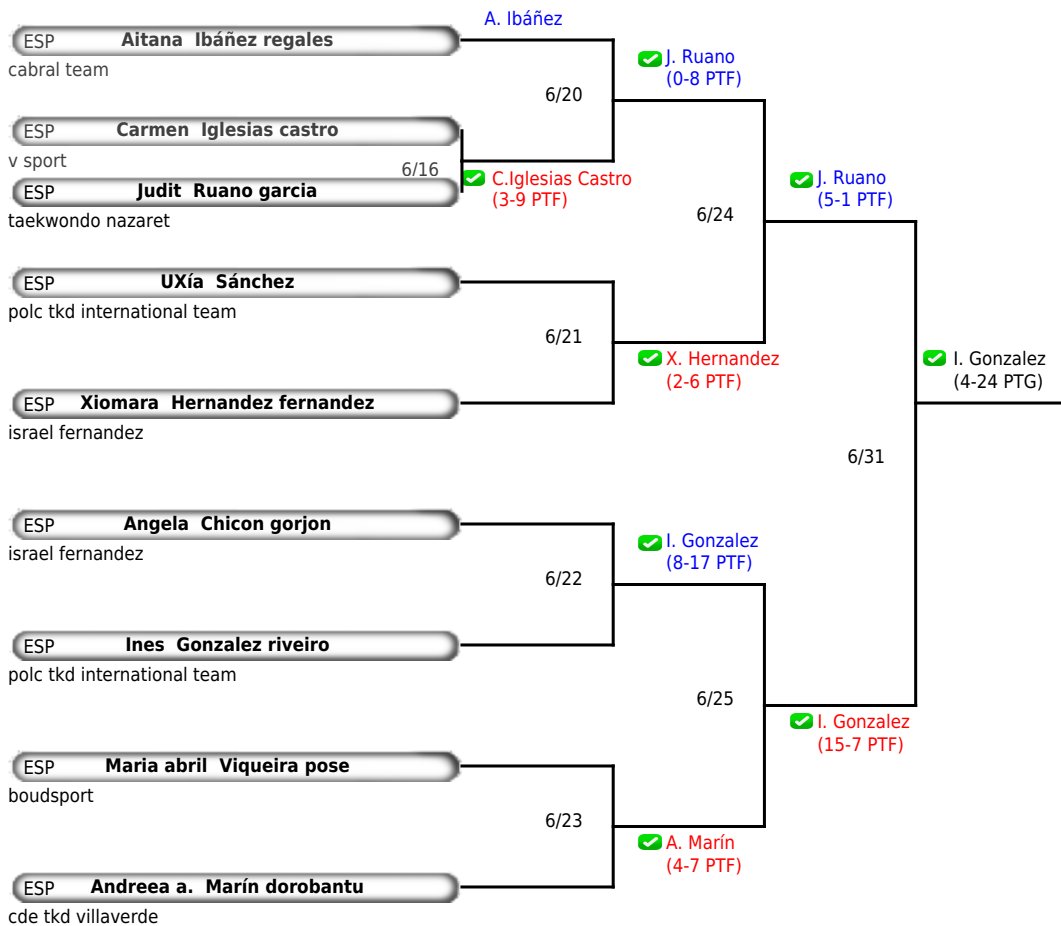 A. Ibáñez
ESP Aitana Ibáñez regales
cabral team
J. Ruano
(0-8 PTF)
6/20
ESP Carmen Iglesias castro
v sport
6/16
C.Iglesias Castro
(3-9 PTF)
J. Ruano
(5-1 PTF)
ESP Judit Ruano garcia
taekwondo nazaret
6/24
ESP UXía Sánchez
polc tkd international team
6/21
X. Hernandez
(2-6 PTF)
I. Gonzalez
(4-24 PTG)
ESP Xiomara Hernandez fernandez
israel fernandez
6/31
ESP Angela Chicon gorjon
israel fernandez
I. Gonzalez
(8-17 PTF)
6/22
ESP Ines Gonzalez riveiro
polc tkd international team
6/25
I. Gonzalez
(15-7 PTF)
ESP Maria abril Viqueira pose
boudsport
6/23
A. Marín
(4-7 PTF)
ESP Andreea a. Marín dorobantu
cde tkd villaverde